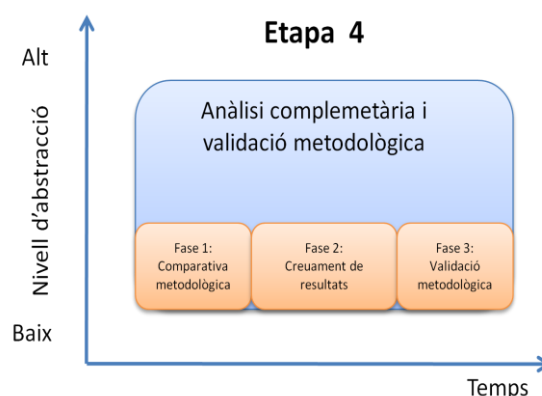 Etapa 4
Alt
Nivell d'abstracció
Baix
Anàlisi complemetària i
validació metodològica
Fase 1:
Comparativa
metodològica
Fase 2:
Creuament de
resultats
Fase 3:
Validació
metodològica
Temps